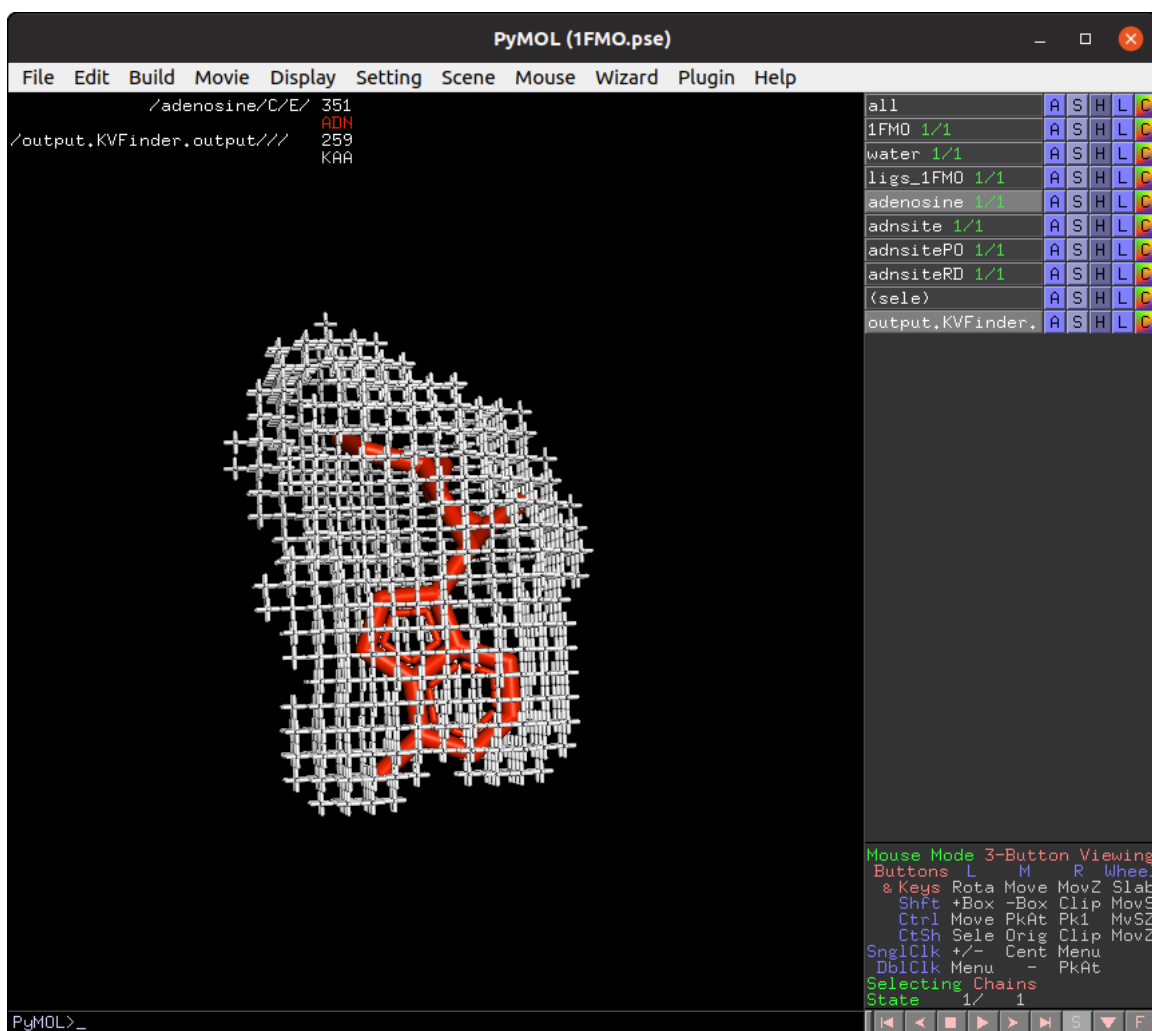 PyMOL (1FMO.pse)
File Edit Build Movie Display Setting Scene Mouse Wizard Plugin Help
/adenosine/C/E/ 351
ADN
/output.KVFinder.output/// 259
KAA
all A S H L C
1FMO 1/1 A S H L C
water 1/1 A S H L C
ligs_1FMO 1/1 A S H L C
adenosine 1/1 A S H L C
adnsite 1/1 A S H L C
adnsitePO 1/1 A S H L C
adnsiteRD 1/1 A S H L C
(sele) A S H L C
output.KVFinder. A S H L C
Mouse Mode 3-Button Viewing
Buttons L M R Wheel
& Keys Rota Move MovZ Slab
Shft +Box -Box Clip MovS
Ctrl Move PkAt Pk1 MvSZ
CtSh Sele Orig Clip MovZ
SnglClk +/- Cent Menu
DblClk Menu - PkAt
Selecting Chains
State 1/ 1
PyMOL>_
S F